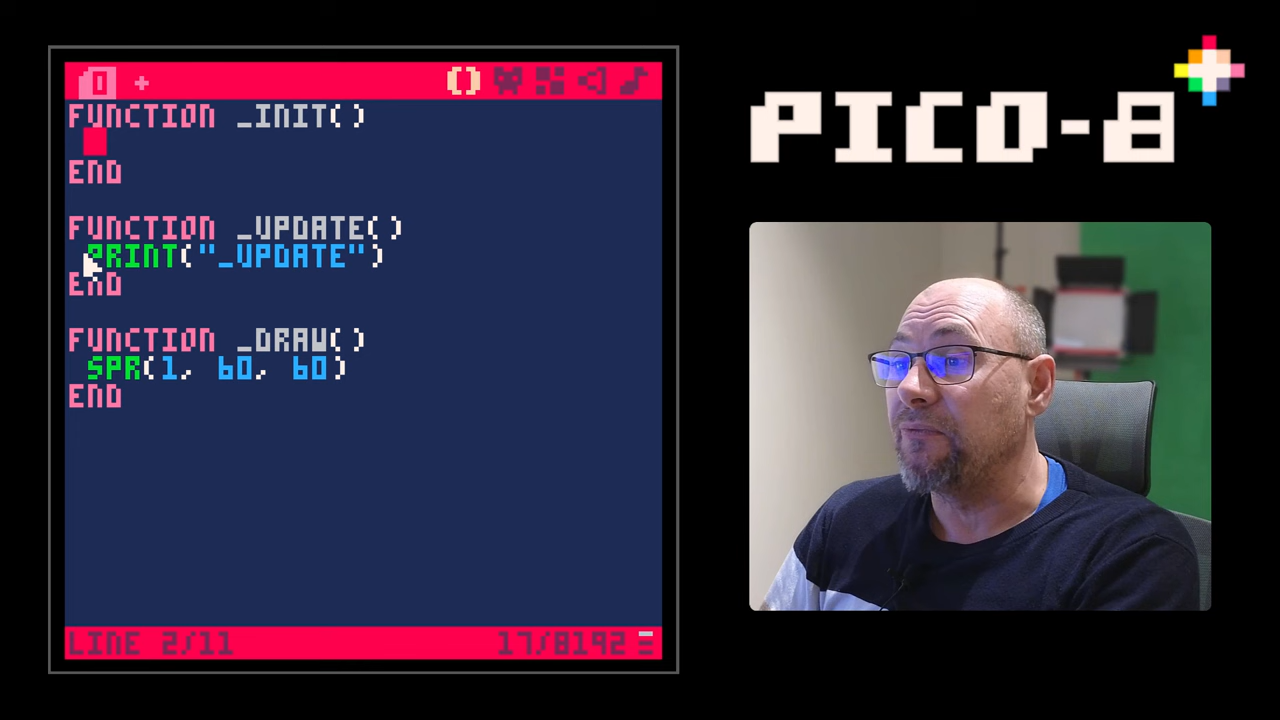 0 +
FUNCTION _INIT()
END
FUNCTION _UPDATE()
PRINT("_UPDATE")
END
FUNCTION _DRAW()
SPR(1, 60, 60)
END
LINE 2/11 17/8192
PICO-8